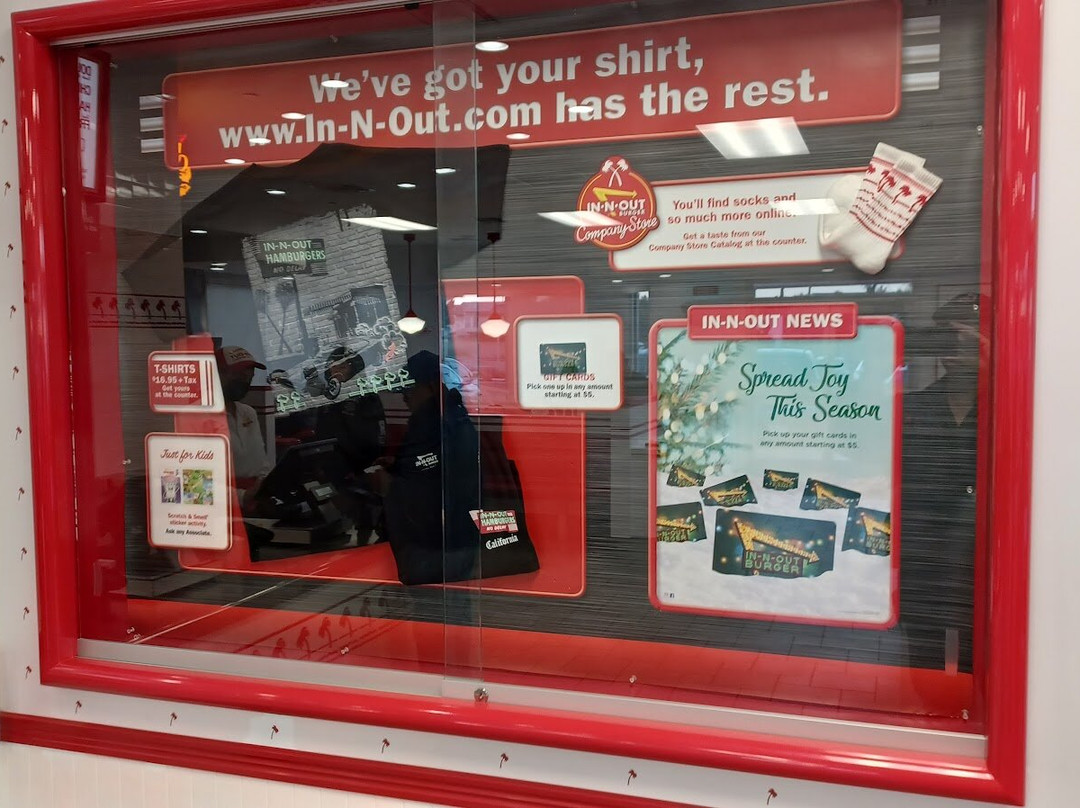 We've got your shirt,
www.In-N-Out.com has the rest.
IN-N-OUT
BURGER
Company Store
You'll find socks and
so much more online!
Get a taste from our
Company Store Catalog at the counter.
IN-N-OUT
HAMBURGERS
NO DELAY
T-SHIRTS
$16.95 + Tax
Get yours
at the counter.
GIFT CARDS
Pick one up in any amount
starting at $5.
Just for Kids
Scratch & Sniff
sticker activity.
Ask any Associate.
IN-N-OUT
HAMBURGERS
NO DELAY
California
IN-N-OUT NEWS
Spread Joy
This Season
Pick up your gift cards in
any amount starting at $5.
IN-N-OUT
BURGER